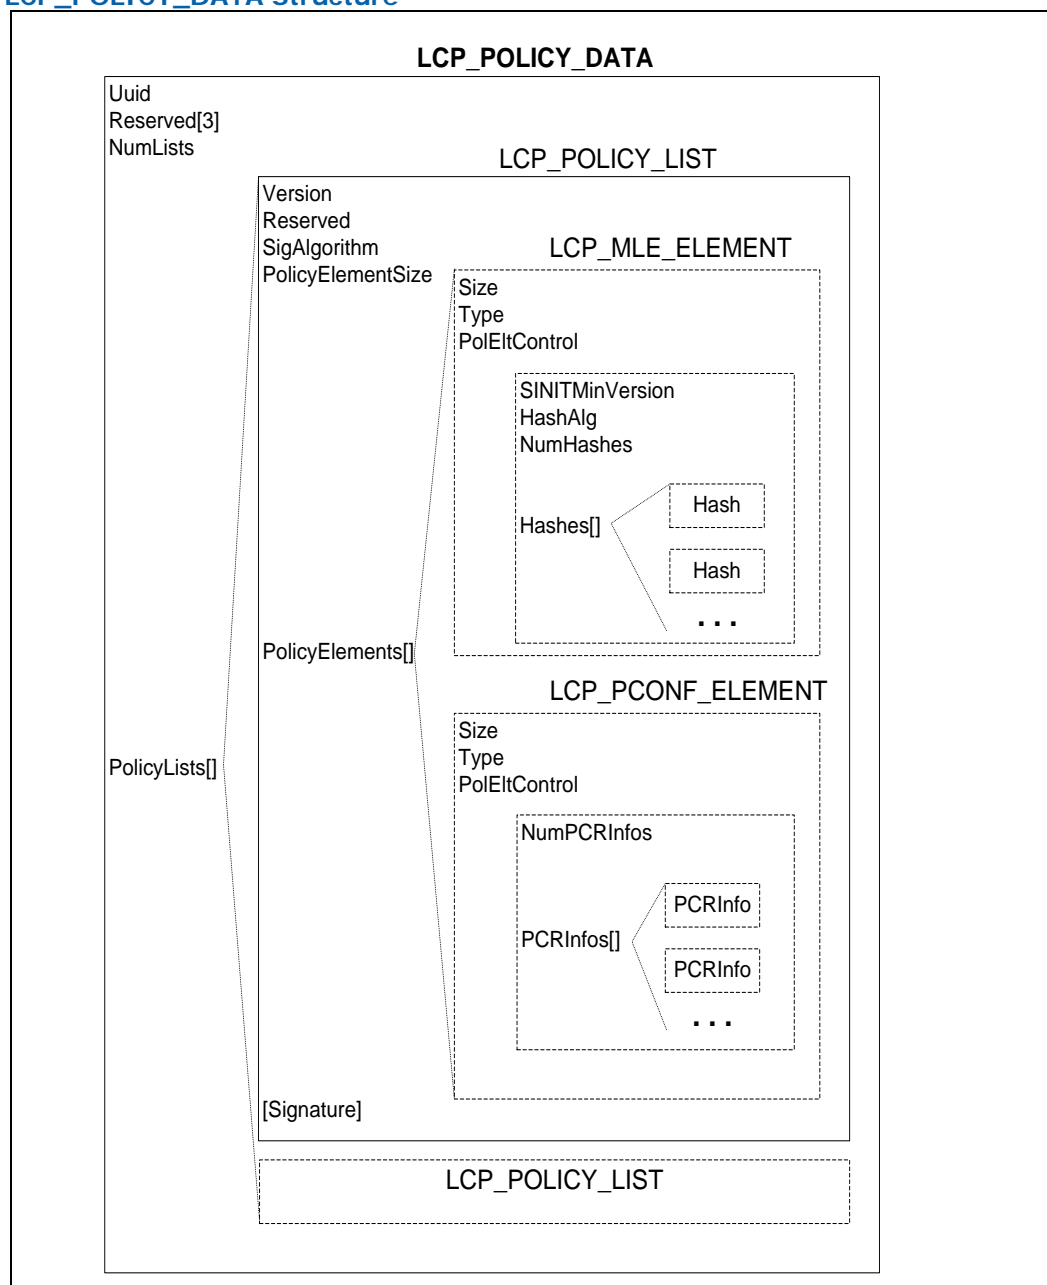 LCP_POLICY_DATA Structure
LCP_POLICY_DATA
Uuid
Reserved[3]
NumLists
LCP_POLICY_LIST
Version
Reserved
SigAlgorithm
PolicyElementSize
LCP_MLE_ELEMENT
Size
Type
PolEltControl
SINITMinVersion
HashAlg
NumHashes
Hashes[]
Hash
Hash
...
PolicyElements[]
LCP_PCONF_ELEMENT
Size
Type
PolEltControl
PolicyLists[]
NumPCRInfos
PCRInfos[]
PCRInfo
PCRInfo
...
[Signature]
LCP_POLICY_LIST